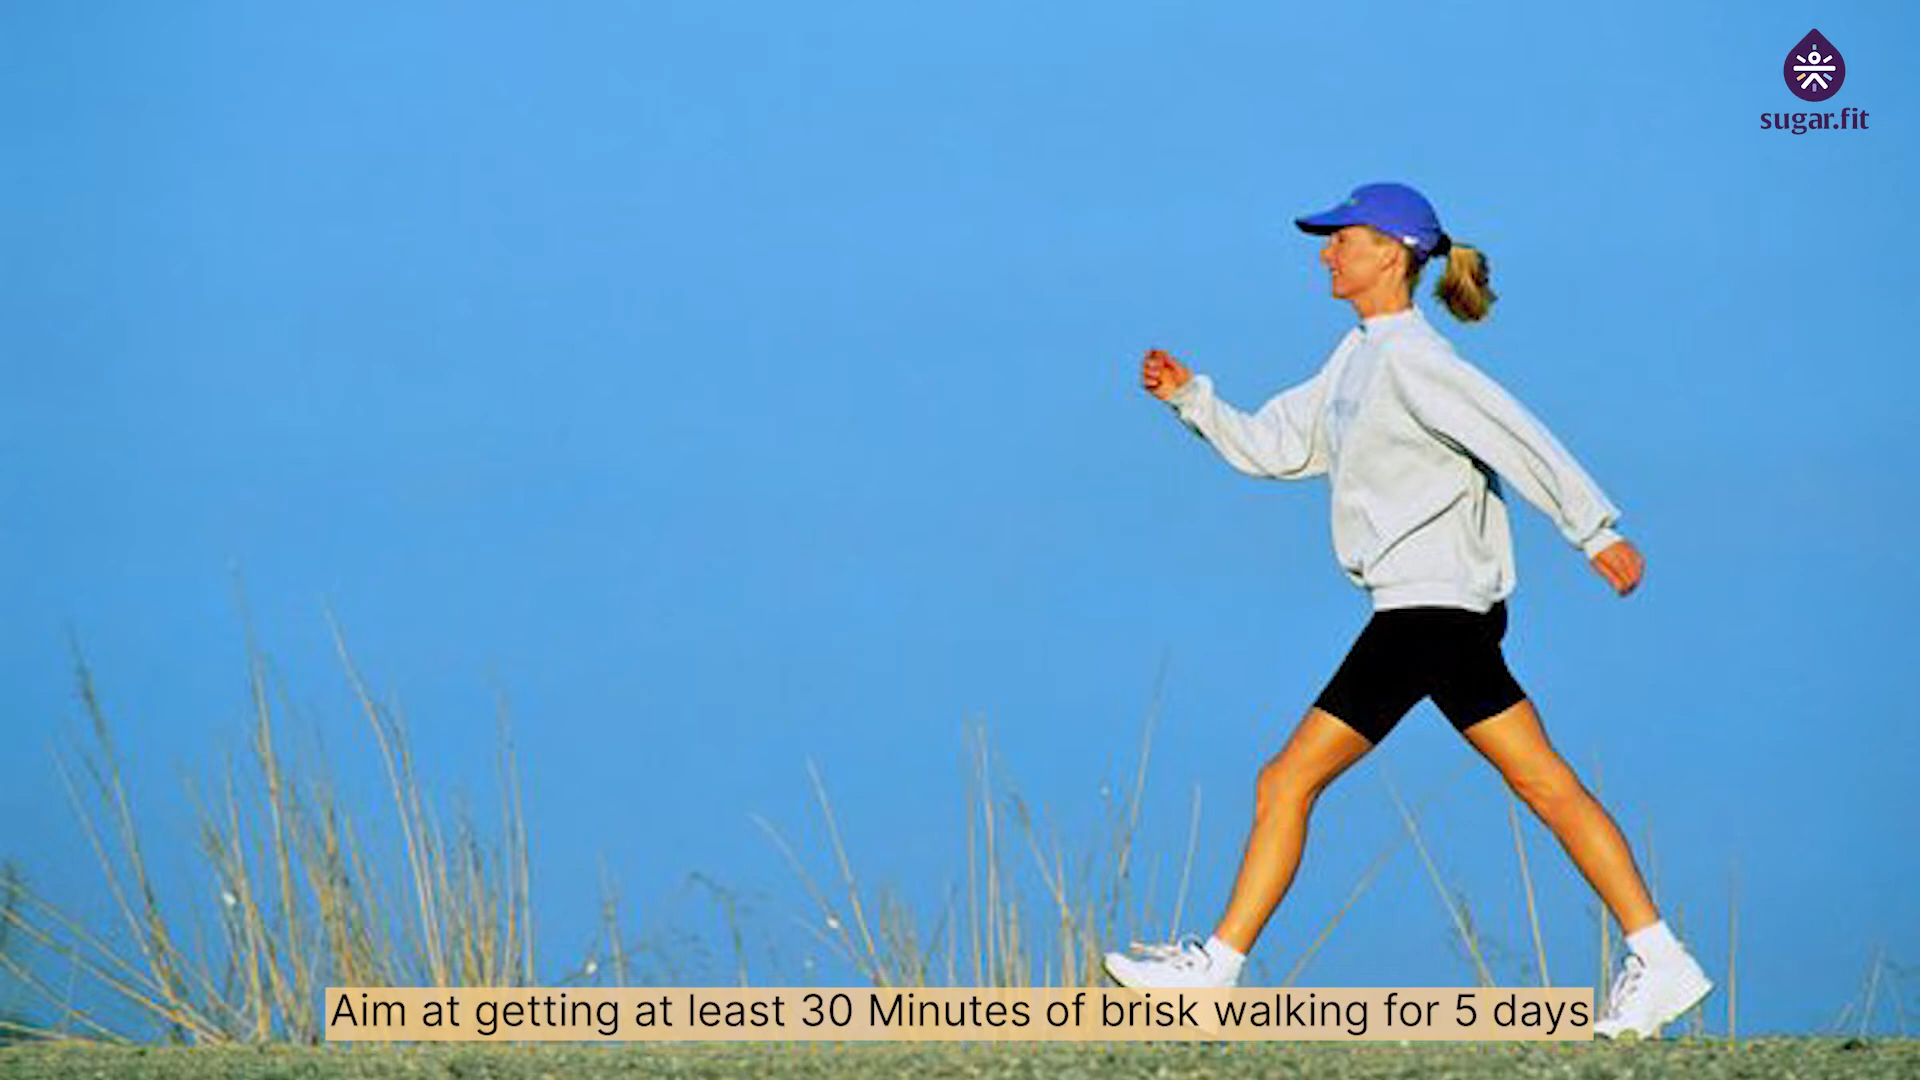 sugar.fit
Aim at getting at least 30 Minutes of brisk walking for 5 days